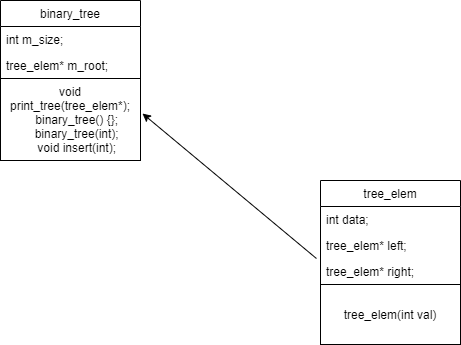 binary_tree
int m_size;
tree_elem* m_root;
void
print_tree(tree_elem*);
binary_tree() {};
binary_tree(int);
void insert(int);
tree_elem
int data;
tree_elem* left;
tree_elem* right;
tree_elem(int val)